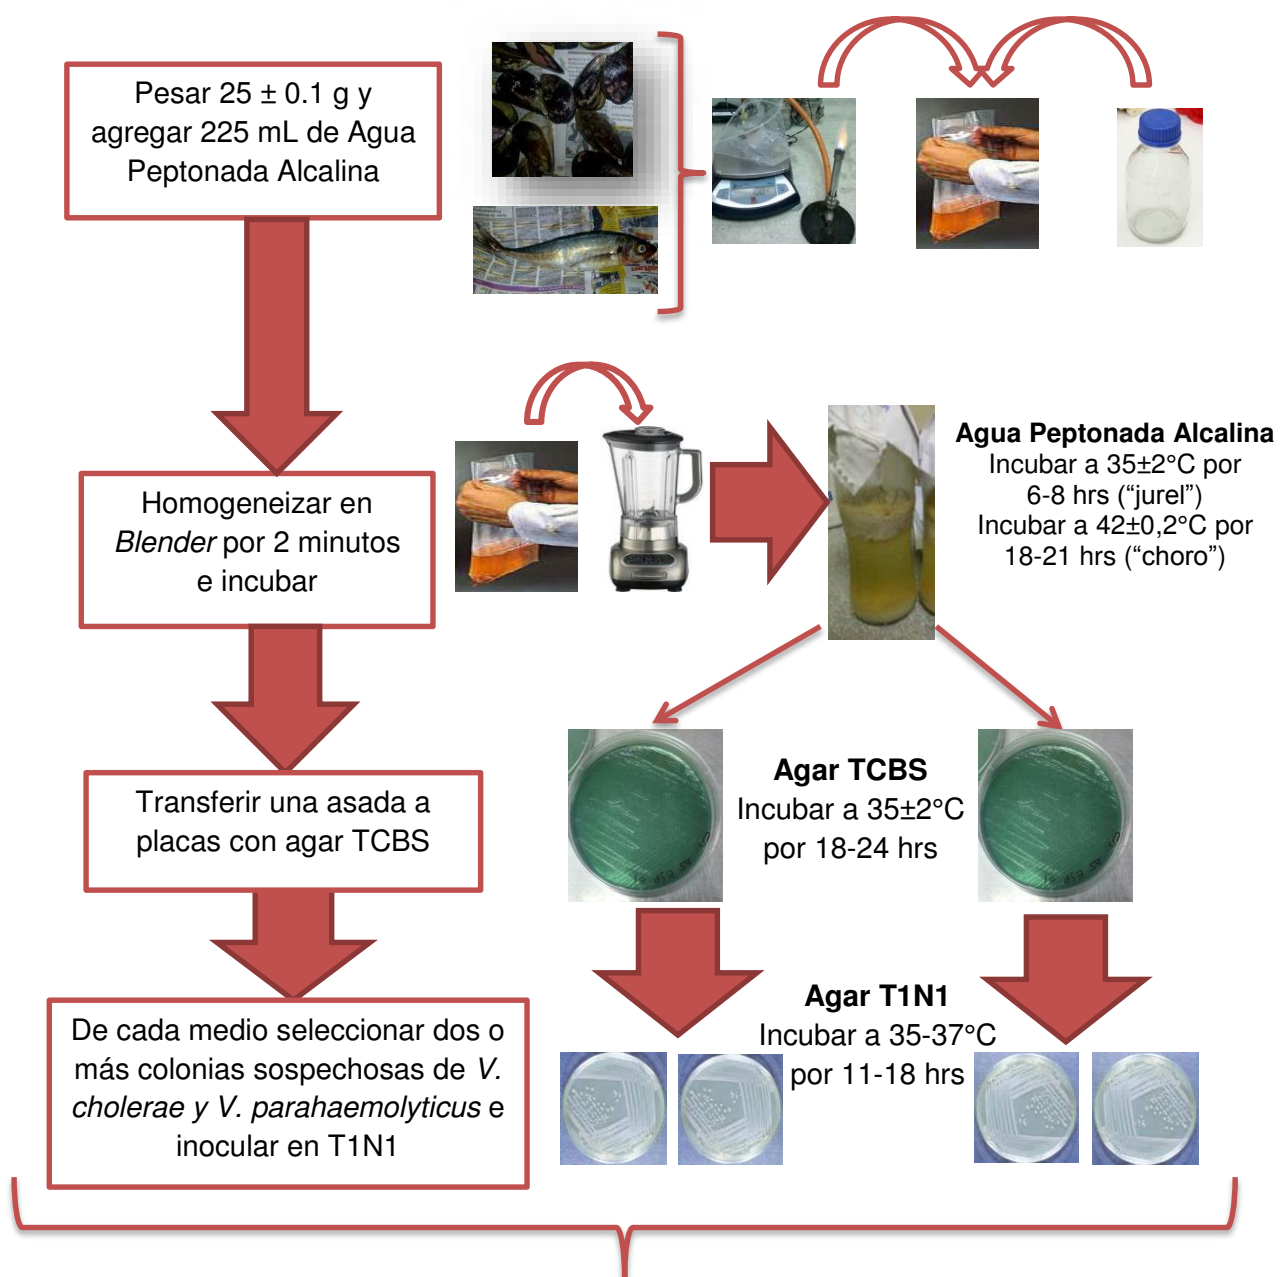 Pesar 25 ± 0.1 g y
agregar 225 mL de Agua
Peptonada Alcalina
Homogeneizar en
Blender por 2 minutos
e incubar
Agua Peptonada Alcalina
Incubar a 35±2°C por
6-8 hrs (“jurel”)
Incubar a 42±0,2°C por
18-21 hrs (“choro”)
Transferir una asada a
placas con agar TCBS
Agar TCBS
Incubar a 35±2°C
por 18-24 hrs
De cada medio seleccionar dos o
más colonias sospechosas de V.
cholerae y V. parahaemolyticus e
inocular en T1N1
Agar T1N1
Incubar a 35-37°C
por 11-18 hrs